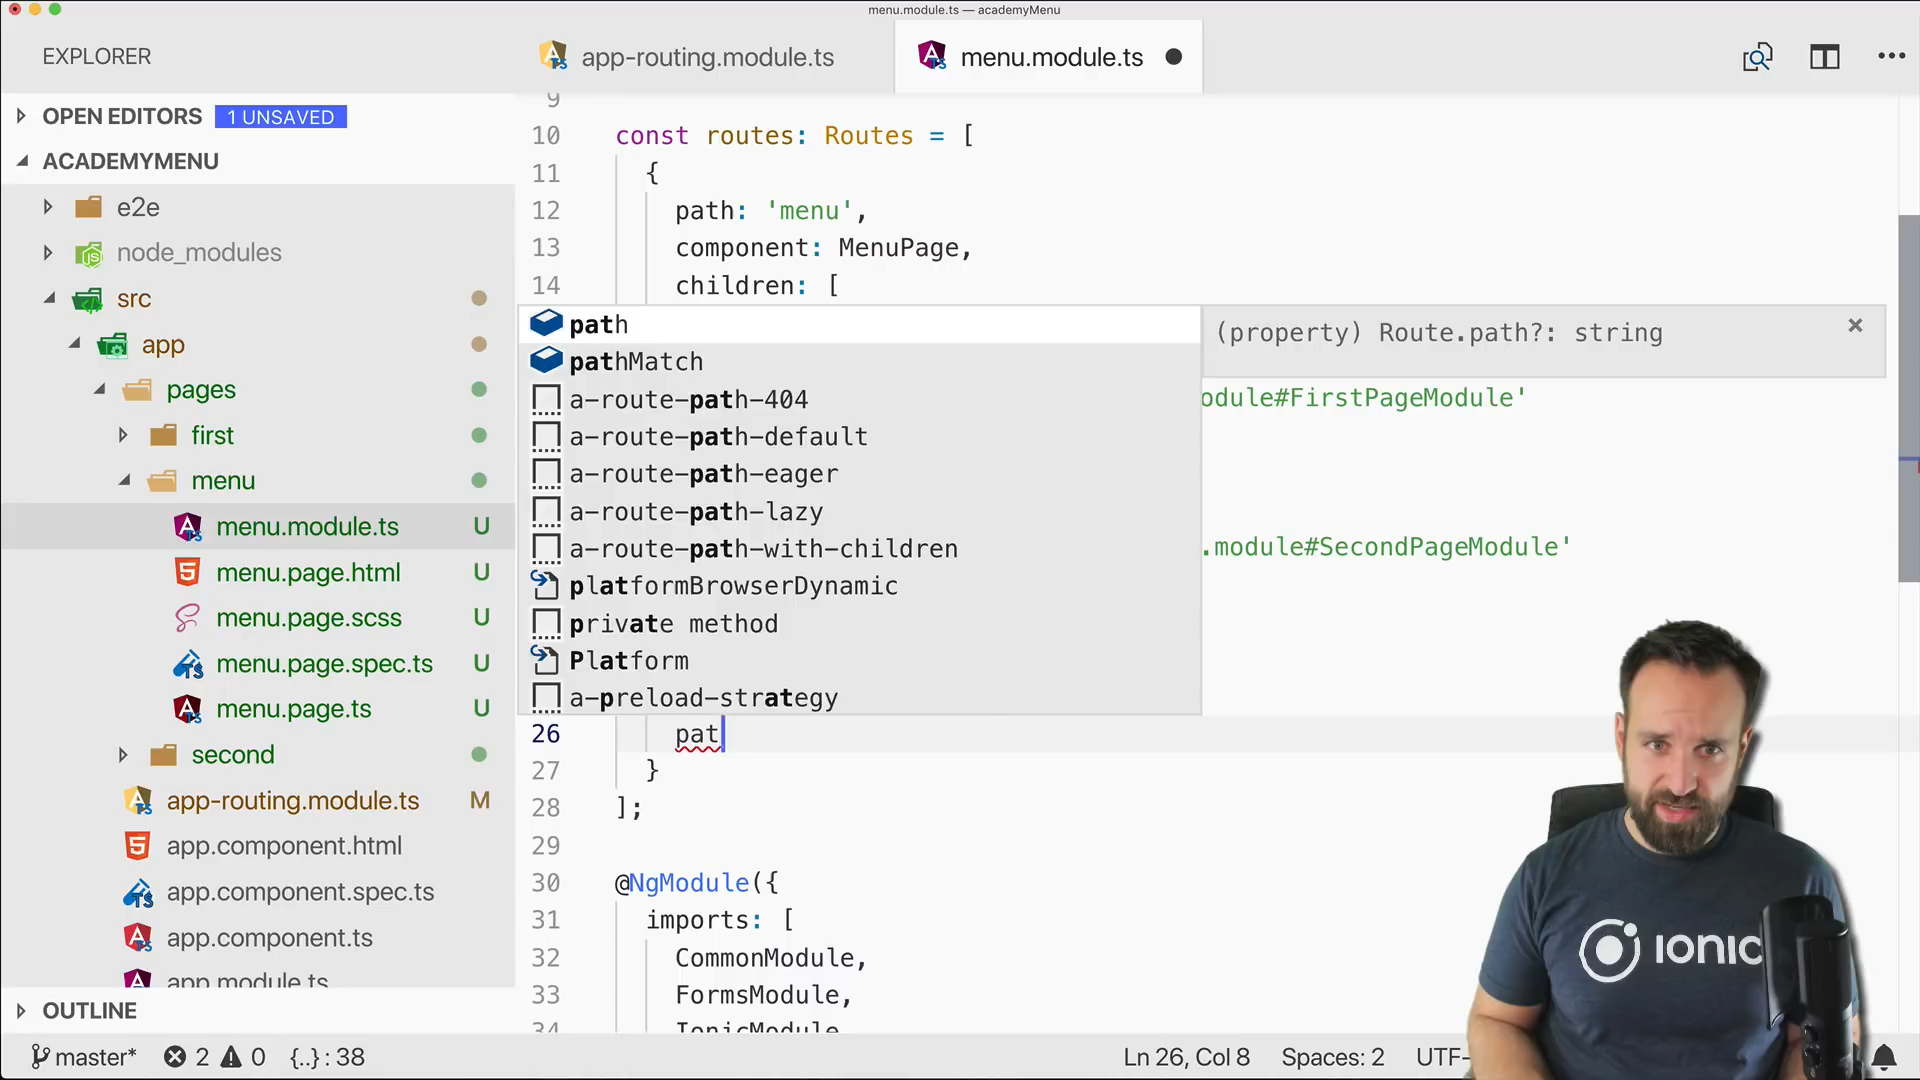 menu.module.ts — academyMenu
EXPLORER
app-routing.module.ts
menu.module.ts
OPEN EDITORS
1 UNSAVED
ACADEMYMENU
e2e
node_modules
src
app
pages
first
menu
menu.module.ts U
menu.page.html U
menu.page.scss U
menu.page.spec.ts U
menu.page.ts U
second
app-routing.module.ts M
app.component.html
app.component.spec.ts
app.component.ts
app.module.ts
OUTLINE
9
10 const routes: Routes = [
11 {
12 path: 'menu',
13 component: MenuPage,
14 children: [
path
pathMatch
a-route-path-404
a-route-path-default
a-route-path-eager
a-route-path-lazy
a-route-path-with-children
platformBrowserDynamic
private method
Platform
a-preload-strategy
(property) Route.path?: string ×
odule#FirstPageModule'
.module#SecondPageModule'
26 pat
27 }
28 ];
29
30 @NgModule({
31 imports: [
32 CommonModule,
33 FormsModule,
34 IonicModule
IONIC
master* 2 0 {..} : 38
Ln 26, Col 8 Spaces: 2 UTF-